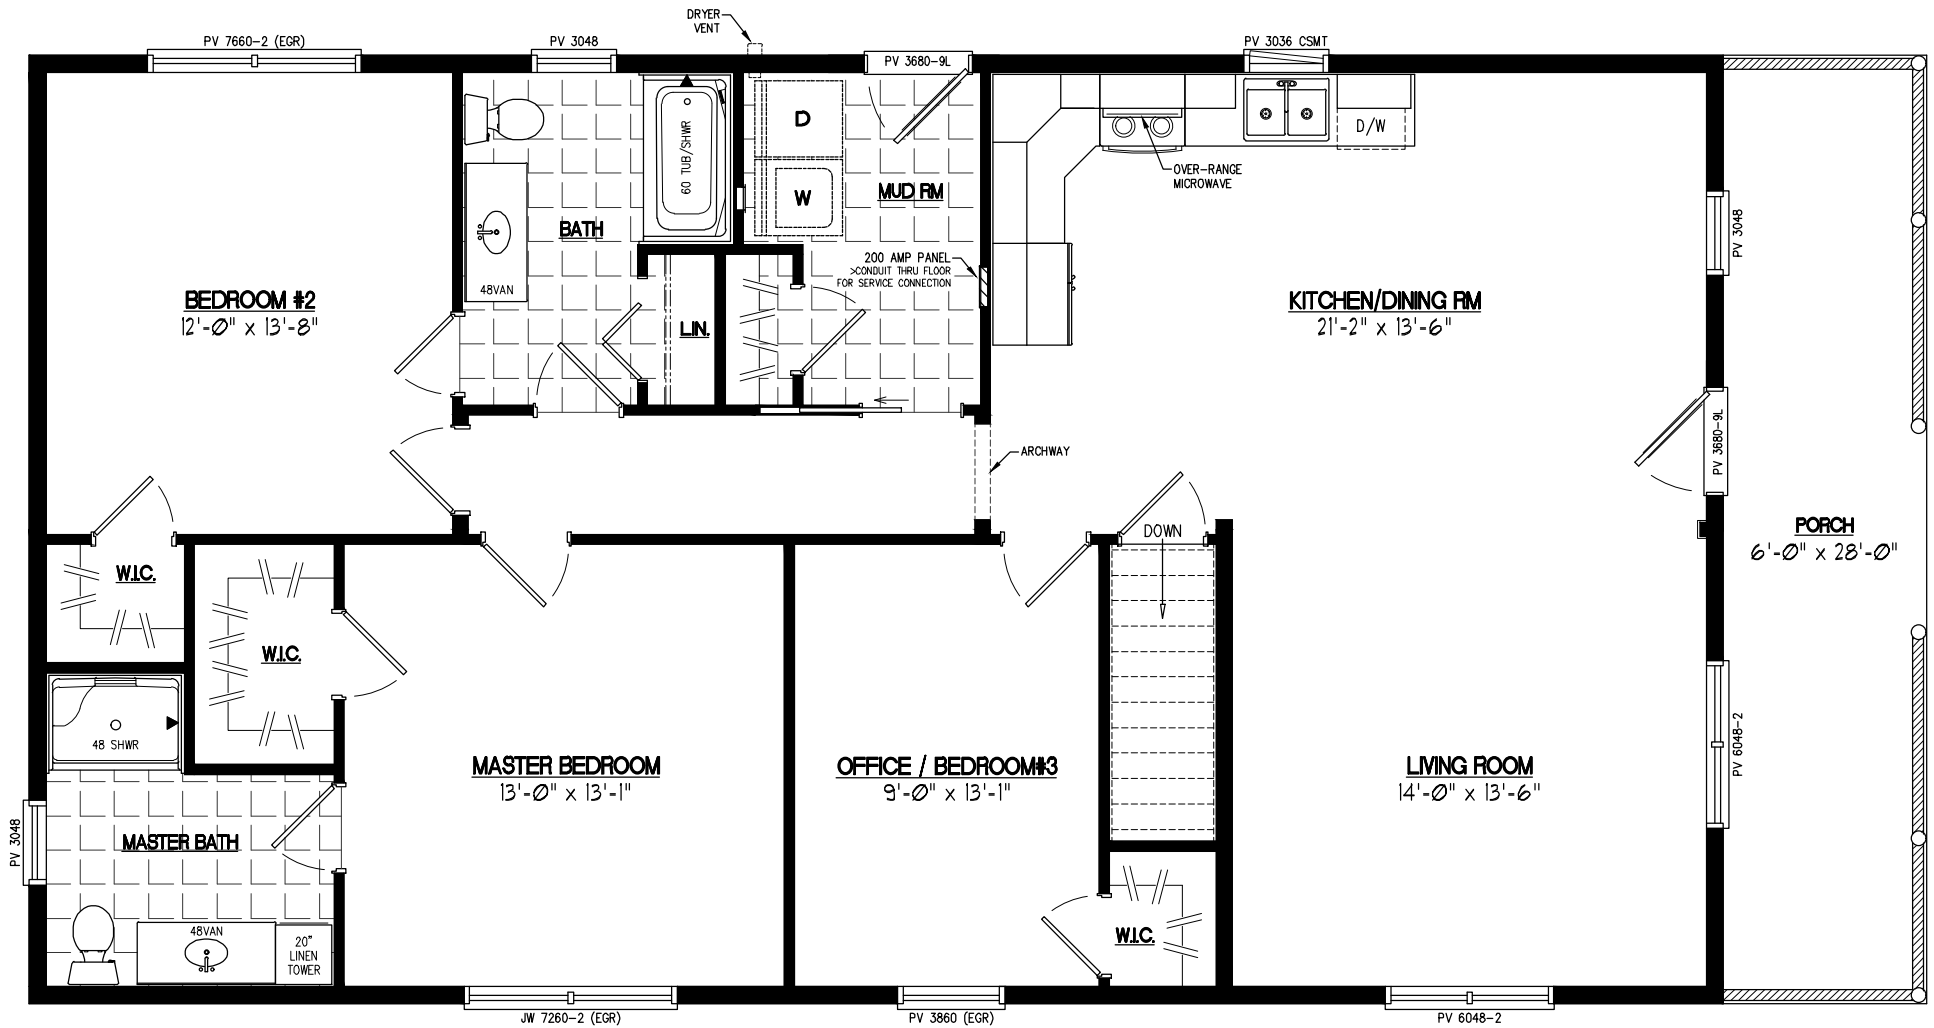 DRYER
VENT
PV 7660-2 (EGR)
PV 3048
PV 3680-9L
PV 3036 CSMT
D
W
60 TUB/SHWR
MUD RM
D/W
OVER-RANGE
MICROWAVE
BATH
48VAN
200 AMP PANEL
>CONDUIT THRU FLOOR
FOR SERVICE CONNECTION
PV 3048
BEDROOM #2
12'-0" x 13'-8"
LIN.
KITCHEN/DINING RM
21'-2" x 13'-6"
ARCHWAY
PV 3680-9L
DOWN
PORCH
6'-0" x 28'-0"
W.I.C.
W.I.C.
48 SHWR
MASTER BEDROOM
13'-0" x 13'-1"
OFFICE / BEDROOM#3
9'-0" x 13'-1"
LIVING ROOM
14'-0" x 13'-6"
PV 6048-2
PV 3048
MASTER BATH
48VAN
20"
LINEN
TOWER
W.I.C.
JW 7260-2 (EGR)
PV 3860 (EGR)
PV 6048-2